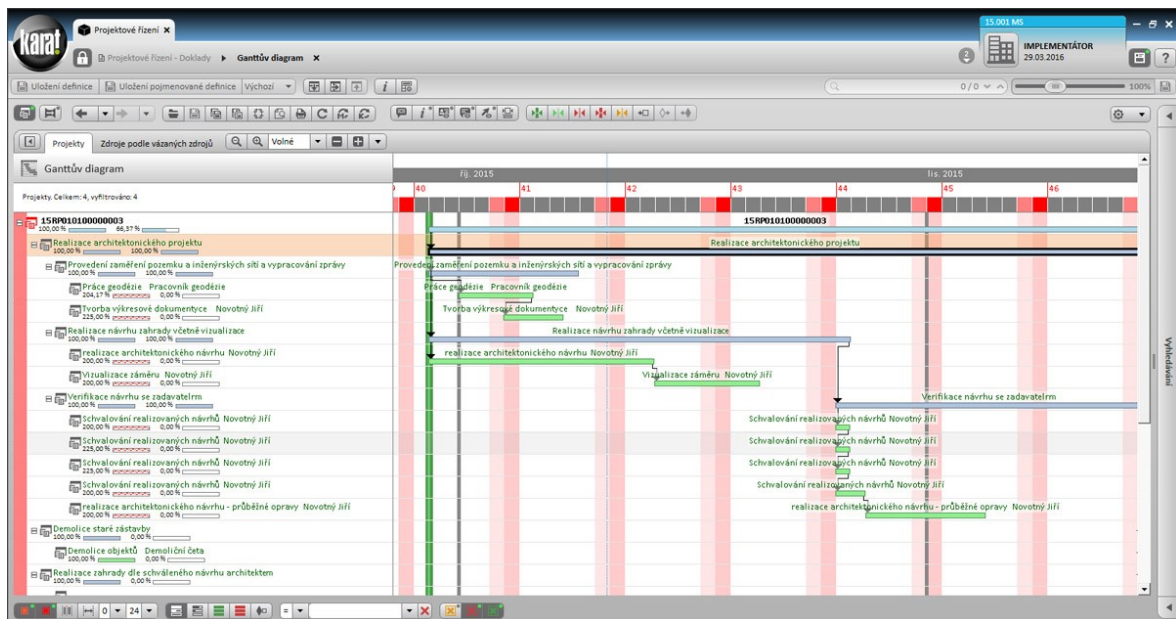 karat
Projektové řízení
15.001 MS
IMPLEMENTÁTOR
29.03.2016
Projektové řízení - Doklady
Ganttův diagram
2
?
Uložení definice
Uložení pojmenované definice
Výchozí
0/0
100%
Projekty
Zdroje podle vázaných zdrojů
Volné
Ganttův diagram
Projekty. Celkem: 4, vyfiltrováno: 4
říj. 2015
lis. 2015
40 41 42 43 44 45 46
15RP010100000003
100,00 % 66,37 %
15RP010100000003
Realizace architektonického projektu
100,00 % 100,00 %
Realizace architektonického projektu
Provedení zaměření pozemku a inženýrských sítí a vypracování zprávy
100,00 % 100,00 %
Provedení zaměření pozemku a inženýrských sítí a vypracování zprávy
Práce geodézie Pracovník geodézie
204,17 % 0,00 %
Práce geodézie Pracovník geodézie
Tvorba výkresové dokumentyce Novotný Jiří
225,00 % 0,00 %
Tvorba výkresové dokumentyce Novotný Jiří
Realizace návrhu zahrady včetně vizualizace
100,00 % 100,00 %
Realizace návrhu zahrady včetně vizualizace
realizace architektonického návrhu Novotný Jiří
200,00 % 0,00 %
realizace architektonického návrhu Novotný Jiří
Vizualizace záměru Novotný Jiří
200,00 % 0,00 %
Vizualizace záměru Novotný Jiří
Verifikace návrhu se zadavatelrm
100,00 % 100,00 %
Verifikace návrhu se zadavatelrm
Schvalování realizovaných návrhů Novotný Jiří
200,00 % 0,00 %
Schvalování realizovaných návrhů Novotný Jiří
Schvalování realizovaných návrhů Novotný Jiří
225,00 % 0,00 %
Schvalování realizovaných návrhů Novotný Jiří
Schvalování realizovaných návrhů Novotný Jiří
225,00 % 0,00 %
Schvalování realizovaných návrhů Novotný Jiří
Schvalování realizovaných návrhů Novotný Jiří
200,00 % 0,00 %
Schvalování realizovaných návrhů Novotný Jiří
realizace architektonického návrhu - průběžné opravy Novotný Jiří
200,00 % 0,00 %
realizace architektonického návrhu - průběžné opravy Novotný Jiří
Demolice staré zástavby
100,00 % 0,00 %
Demolice objektů Demoliční četa
100,00 % 0,00 %
Realizace zahrady dle schváleného návrhu architektem
100,00 % 0,00 %
Vyhledávání
0 24 =